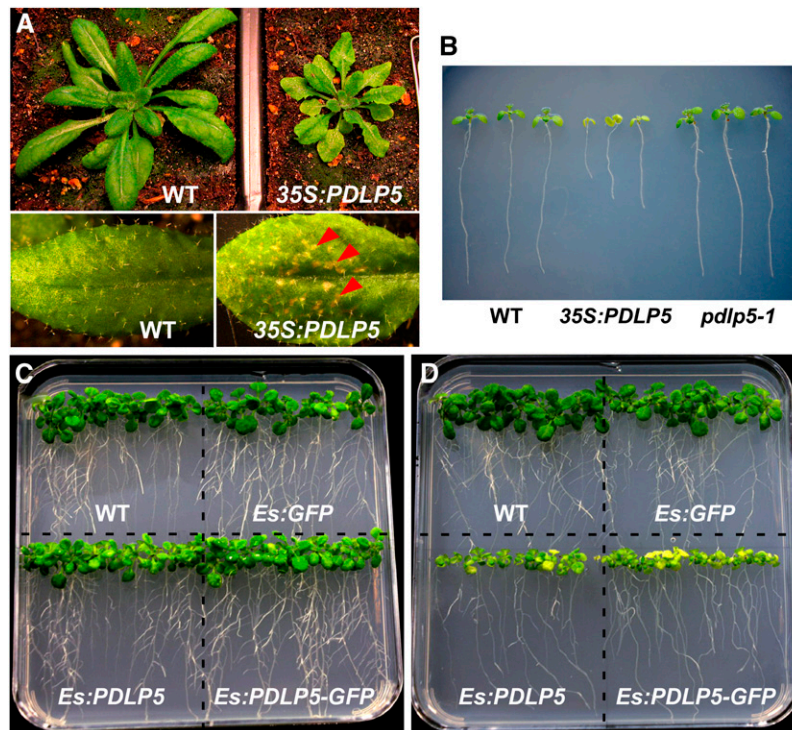 A
WT
35S:PDLP5
WT
35S:PDLP5
B
WT
35S:PDLP5
pdlp5-1
C
WT
Es:GFP
Es:PDLP5
Es:PDLP5-GFP
D
WT
Es:GFP
Es:PDLP5
Es:PDLP5-GFP